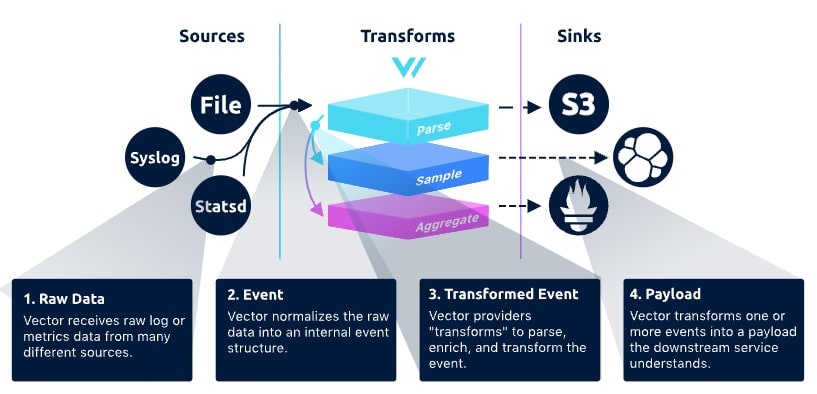 Sources
Transforms
Sinks
File
Syslog
Statsd
Parse
Sample
Aggregate
S3
1. Raw Data
Vector receives raw log or
metrics data from many
different sources.
2. Event
Vector normalizes the raw
data into an internal event
structure.
3. Transformed Event
Vector providers
"transforms" to parse,
enrich, and transform the
event.
4. Payload
Vector transforms one or
more events into a payload
the downstream service
understands.